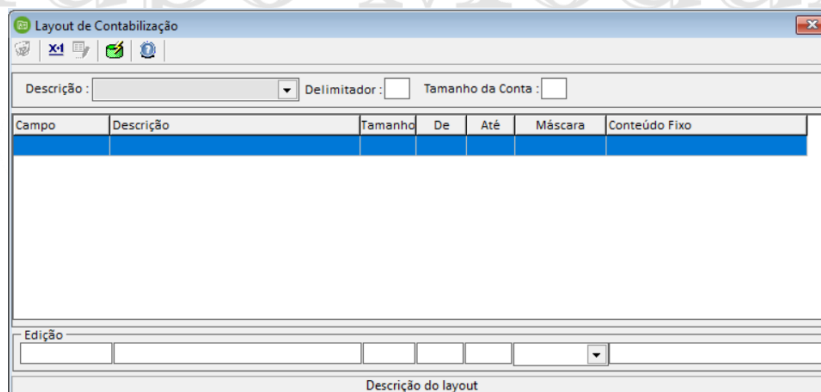 Layout de Contabilização
X-1
Descrição : Delimitador : Tamanho da Conta :
Campo Descrição Tamanho De Até Máscara Conteúdo Fixo
Edição
Descrição do layout